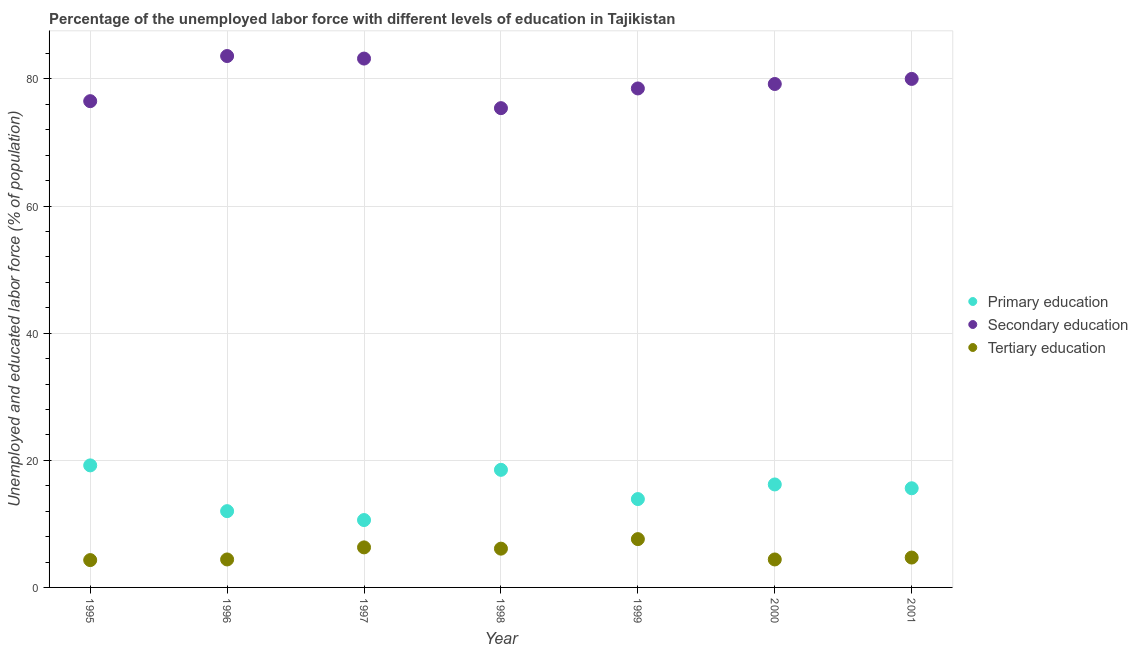 Percentage of the unemployed labor force with different levels of education in Tajikistan
Unemployed and educated labor force (% of population)
80
60
40
20
0
1995
1996
1997
1998
1999
2000
2001
Year
Primary education
Secondary education
Tertiary education